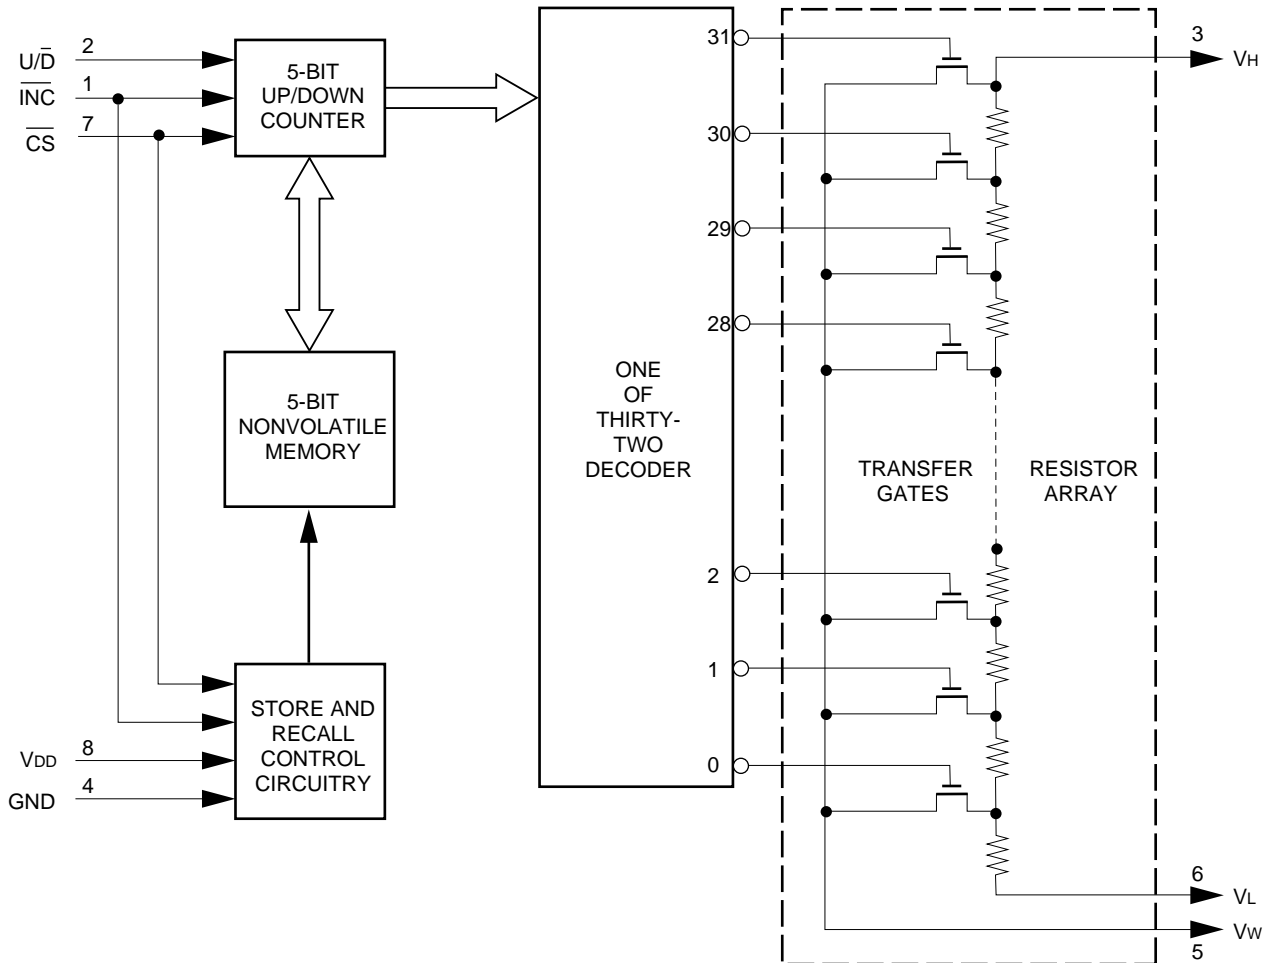 U/D̅ 2
I̅N̅C̅ 1
C̅S̅ 7
5-BIT
UP/DOWN
COUNTER
5-BIT
NONVOLATILE
MEMORY
STORE AND
RECALL
CONTROL
CIRCUITRY
VDD 8
GND 4
ONE
OF
THIRTY-
TWO
DECODER
31
30
29
28
2
1
0
TRANSFER
GATES
RESISTOR
ARRAY
3
VH
6
VL
VW
5